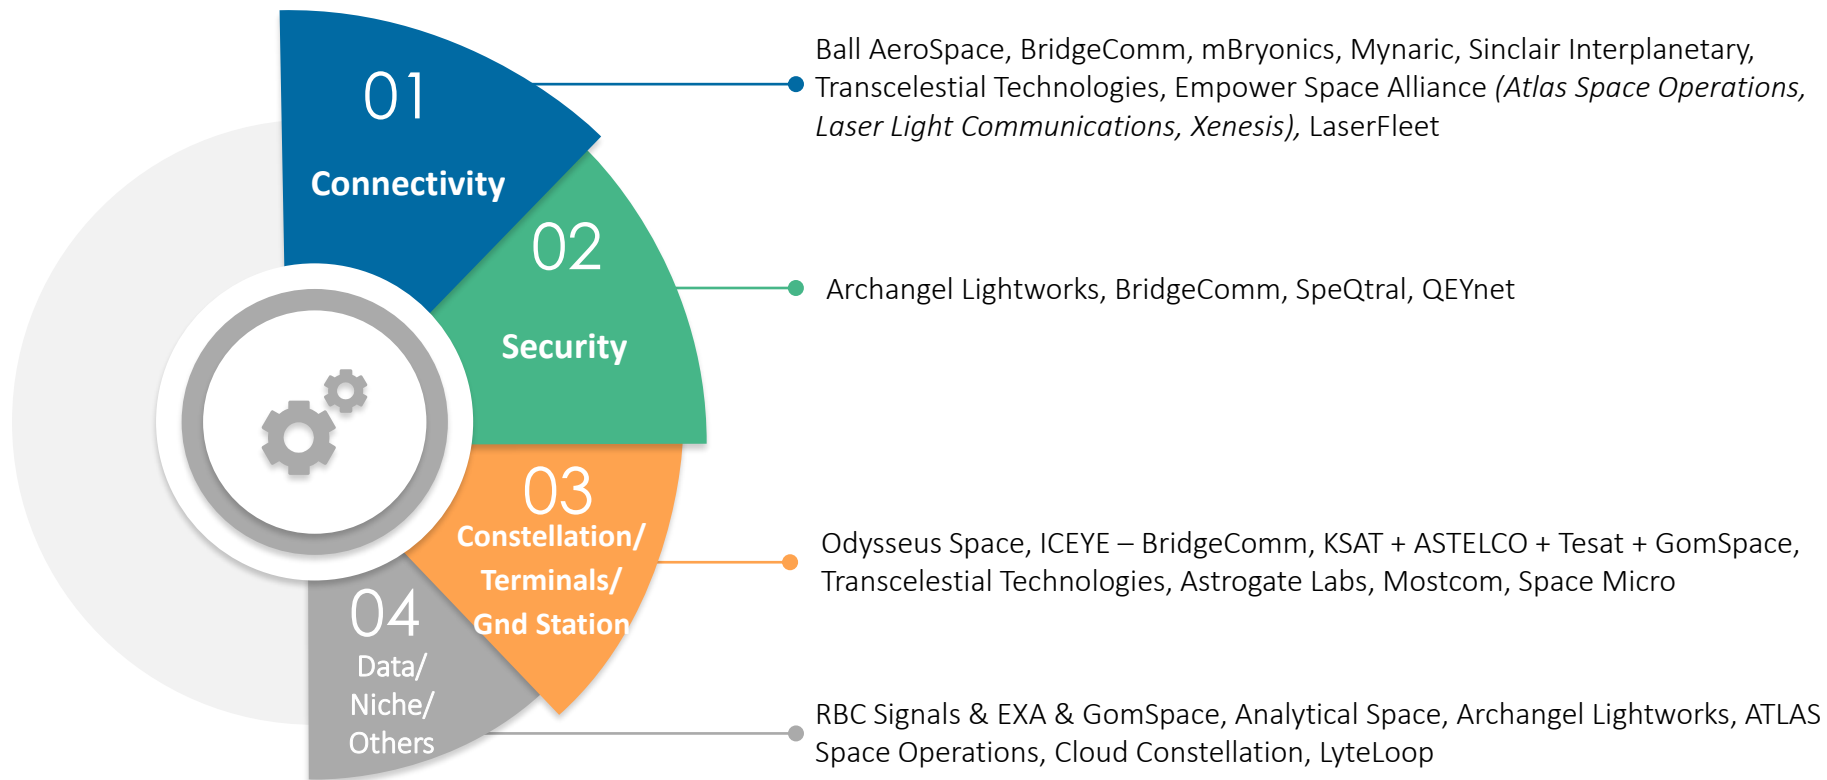 01
Connectivity
Ball AeroSpace, BridgeComm, mBryonics, Mynaric, Sinclair Interplanetary,
Transcelestial Technologies, Empower Space Alliance (Atlas Space Operations,
Laser Light Communications, Xenesis), LaserFleet
02
Security
Archangel Lightworks, BridgeComm, SpeQtral, QEYnet
03
Constellation/
Terminals/
Gnd Station
Odysseus Space, ICEYE – BridgeComm, KSAT + ASTELCO + Tesat + GomSpace,
Transcelestial Technologies, Astrogate Labs, Mostcom, Space Micro
04
Data/
Niche/
Others
RBC Signals & EXA & GomSpace, Analytical Space, Archangel Lightworks, ATLAS
Space Operations, Cloud Constellation, LyteLoop